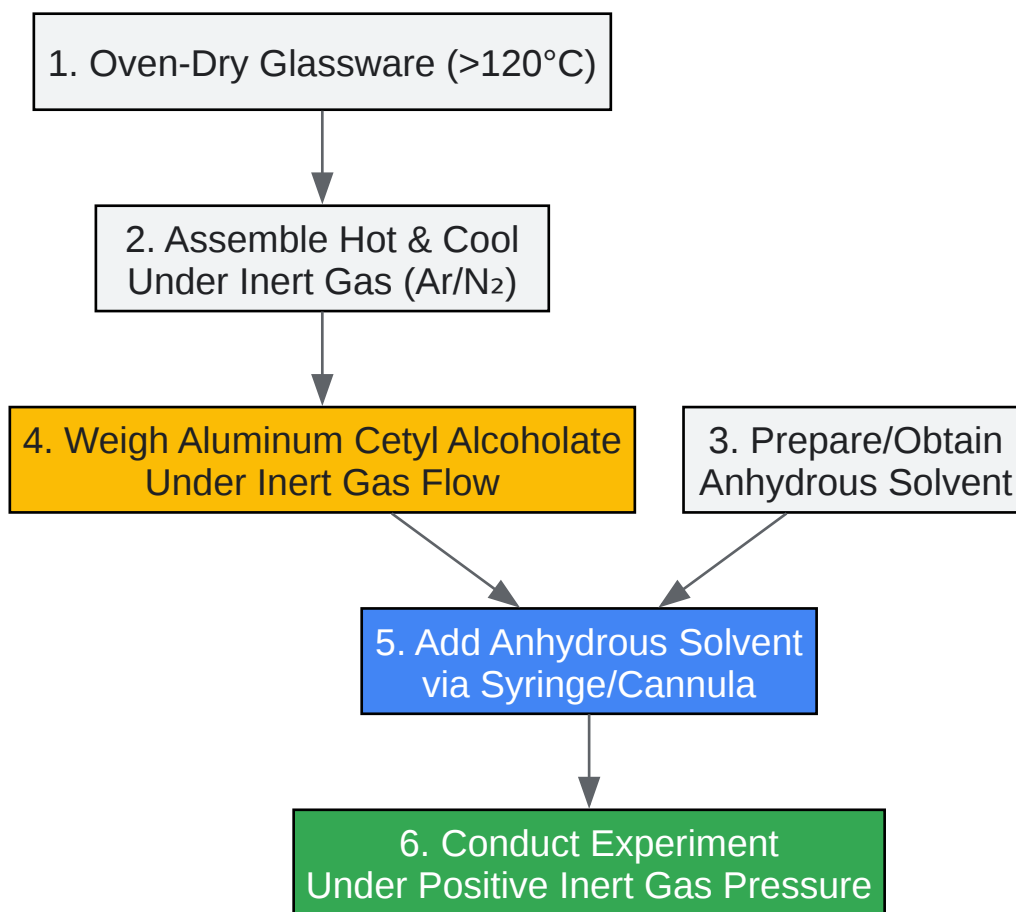 1. Oven-Dry Glassware (>120°C)
2. Assemble Hot & Cool
Under Inert Gas (Ar/N₂)
4. Weigh Aluminum Cetyl Alcoholate
Under Inert Gas Flow
3. Prepare/Obtain
Anhydrous Solvent
5. Add Anhydrous Solvent
via Syringe/Cannula
6. Conduct Experiment
Under Positive Inert Gas Pressure